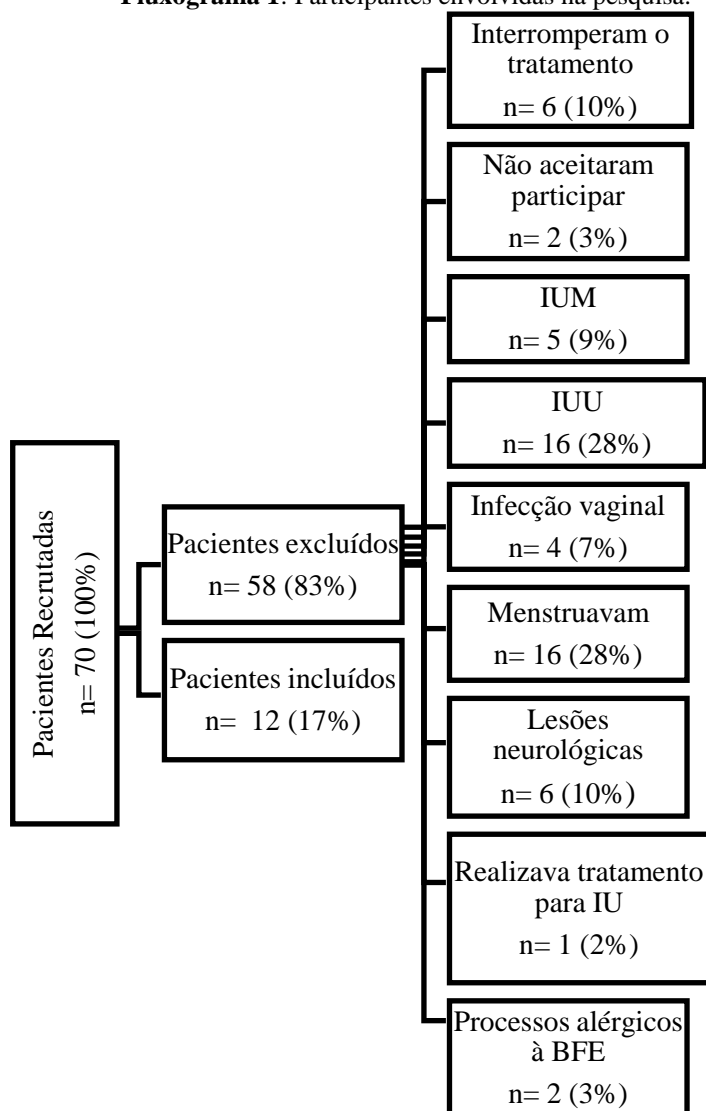 Fluxograma 1. Participantes envolvidas na pesquisa.
Pacientes Recrutadas
n= 70 (100%)
Pacientes excluídos
n= 58 (83%)
Pacientes incluídos
n= 12 (17%)
Interromperam o
tratamento
n= 6 (10%)
Não aceitaram
participar
n= 2 (3%)
IUM
n= 5 (9%)
IUU
n= 16 (28%)
Infecção vaginal
n= 4 (7%)
Menstruavam
n= 16 (28%)
Lesões
neurológicas
n= 6 (10%)
Realizava tratamento
para IU
n= 1 (2%)
Processos alérgicos
à BFE
n= 2 (3%)